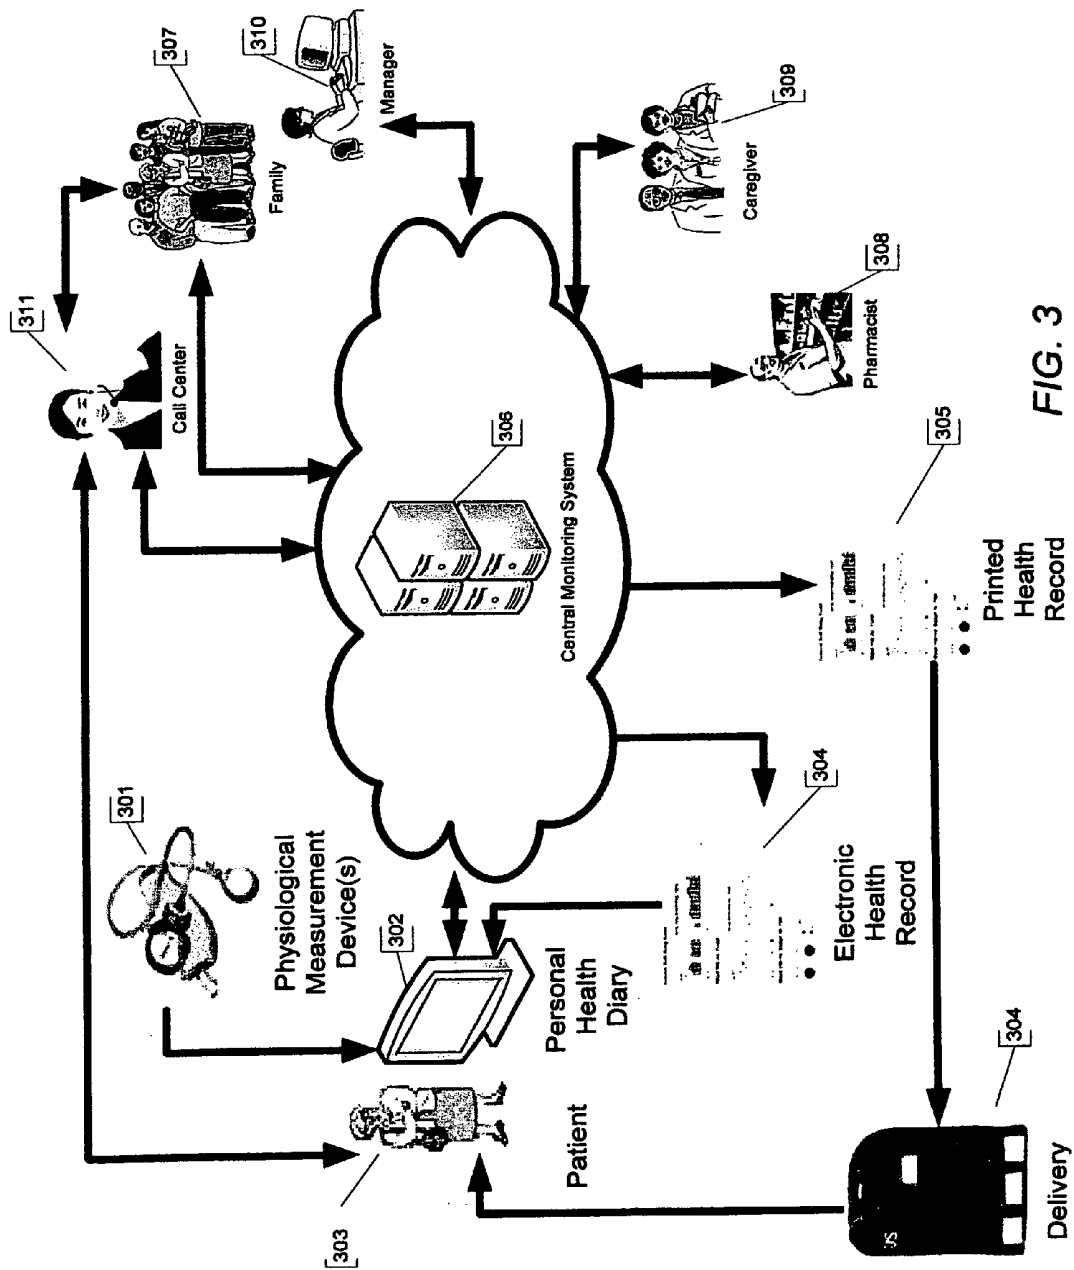 311
Call Center
307
Family
310
Manager
301
Physiological
Measurement
Device(s)
303
Patient
302
Personal
Health
Diary
306
Central Monitoring System
309
Caregiver
308
Pharmacist
304
Electronic
Health
Record
305
Printed
Health
Record
304
Delivery
FIG. 3